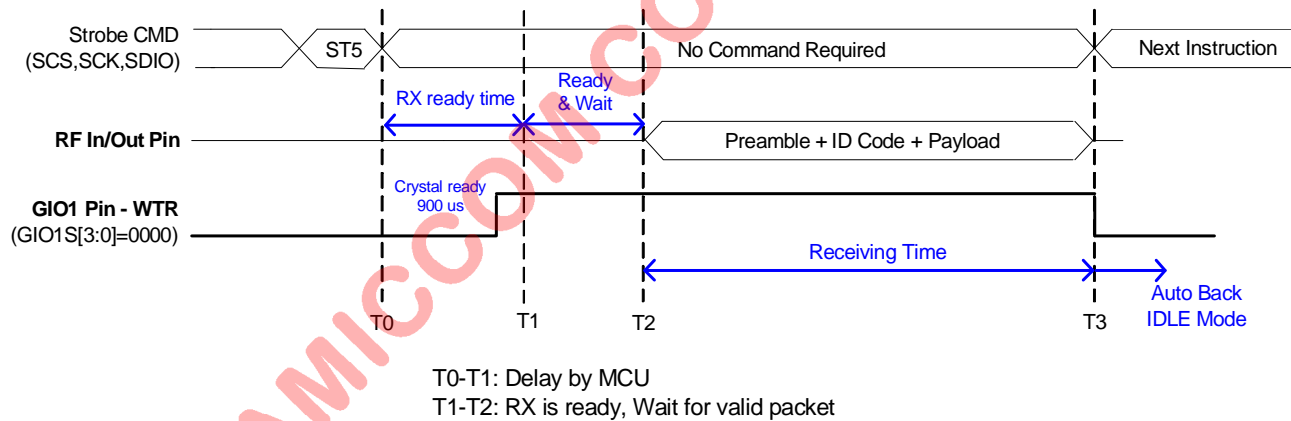 Strobe CMD
(SCS,SCK,SDIO)
ST5
No Command Required
Next Instruction
RX ready time
Ready
& Wait
RF In/Out Pin
Preamble + ID Code + Payload
Crystal ready
900 us
GIO1 Pin - WTR
(GIO1S[3:0]=0000)
Receiving Time
Auto Back
IDLE Mode
T0
T1
T2
T3
T0-T1: Delay by MCU
T1-T2: RX is ready, Wait for valid packet
AMICCOM CO